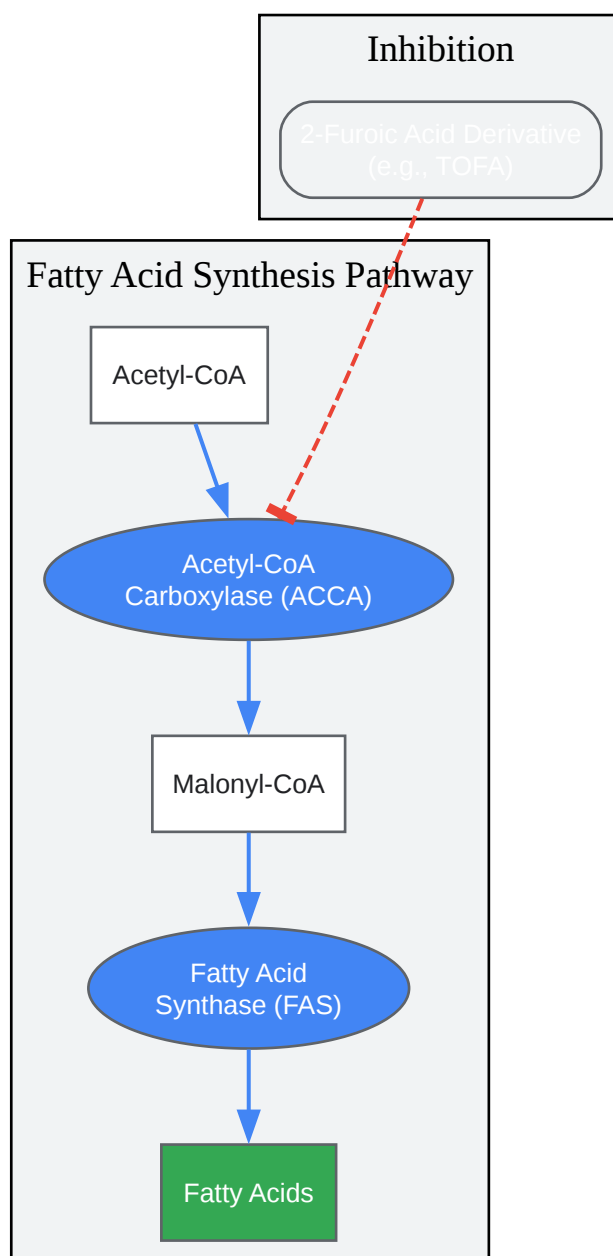 Inhibition
2-Furoic Acid Derivative
(e.g., TOFA)
Fatty Acid Synthesis Pathway
Acetyl-CoA
Acetyl-CoA
Carboxylase (ACCA)
Malonyl-CoA
Fatty Acid
Synthase (FAS)
Fatty Acids